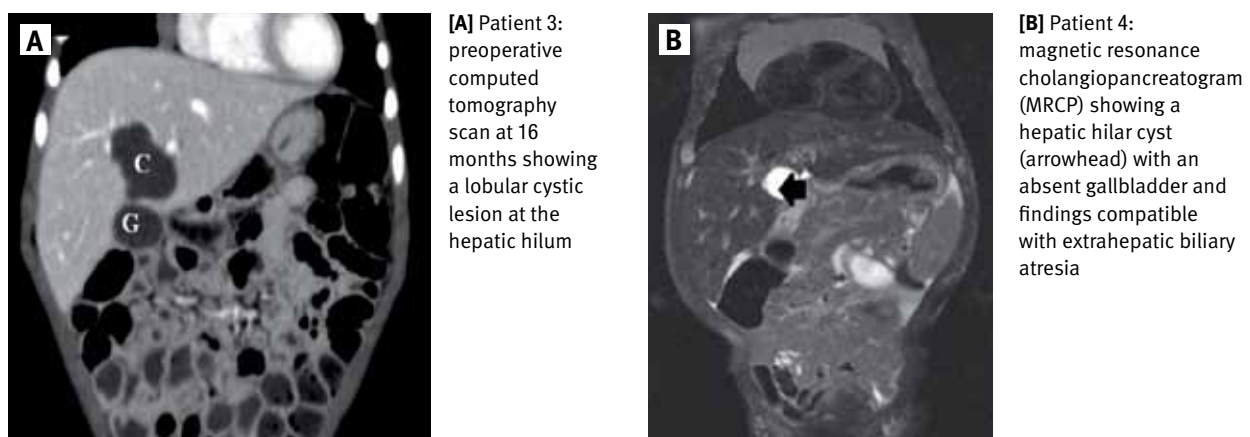 A
C
G
[A] Patient 3:
preoperative
computed
tomography
scan at 16
months showing
a lobular cystic
lesion at the
hepatic hilum
B
[B] Patient 4:
magnetic resonance
cholangiopancreatogram
(MRCP) showing a
hepatic hilar cyst
(arrowhead) with an
absent gallbladder and
findings compatible
with extrahepatic biliary
atresia